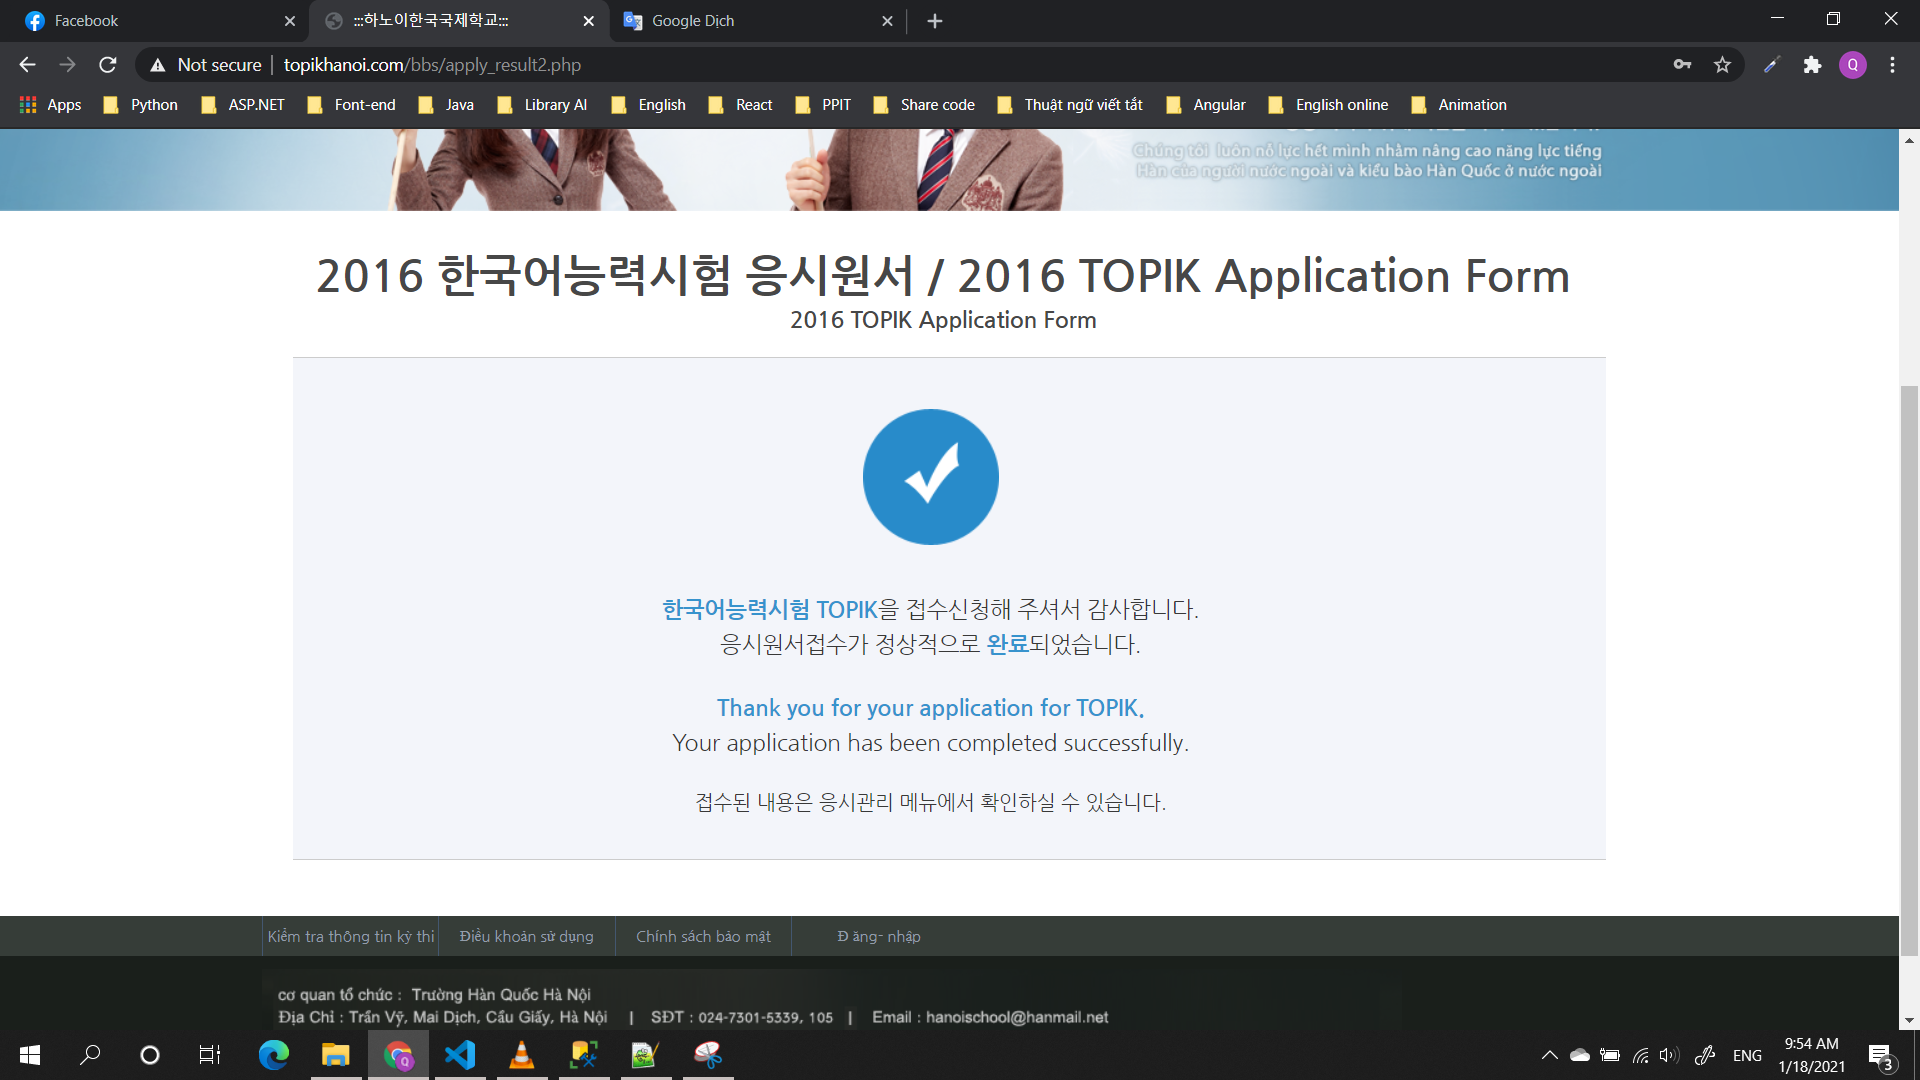 Facebook
:::하노이한국국제학교:::
Google Dịch
Not secure
topikhanoi.com/bbs/apply_result2.php
Q
Apps
Python
ASP.NET
Font-end
Java
Library AI
English
React
PPIT
Share code
Thuật ngữ viết tắt
Angular
English online
Animation
Chúng tôi luôn nỗ lực hết mình nhằm nâng cao năng lực tiếng
Hàn của người nước ngoài và kiều bào Hàn Quốc ở nước ngoài
2016 한국어능력시험 응시원서 / 2016 TOPIK Application Form
2016 TOPIK Application Form
한국어능력시험 TOPIK을 접수신청해 주셔서 감사합니다.
응시원서접수가 정상적으로 완료되었습니다.
Thank you for your application for TOPIK.
Your application has been completed successfully.
접수된 내용은 응시관리 메뉴에서 확인하실 수 있습니다.
Kiểm tra thông tin kỳ thi
Điều khoản sử dụng
Chính sách bảo mật
Đ ăng- nhập
cơ quan tổ chức : Trường Hàn Quốc Hà Nội
Địa Chỉ : Trần Vỹ, Mai Dịch, Cầu Giấy, Hà Nội | SĐT : 024-7301-5339, 105 | Email : hanoischool@hanmail.net
ENG
9:54 AM
1/18/2021
3